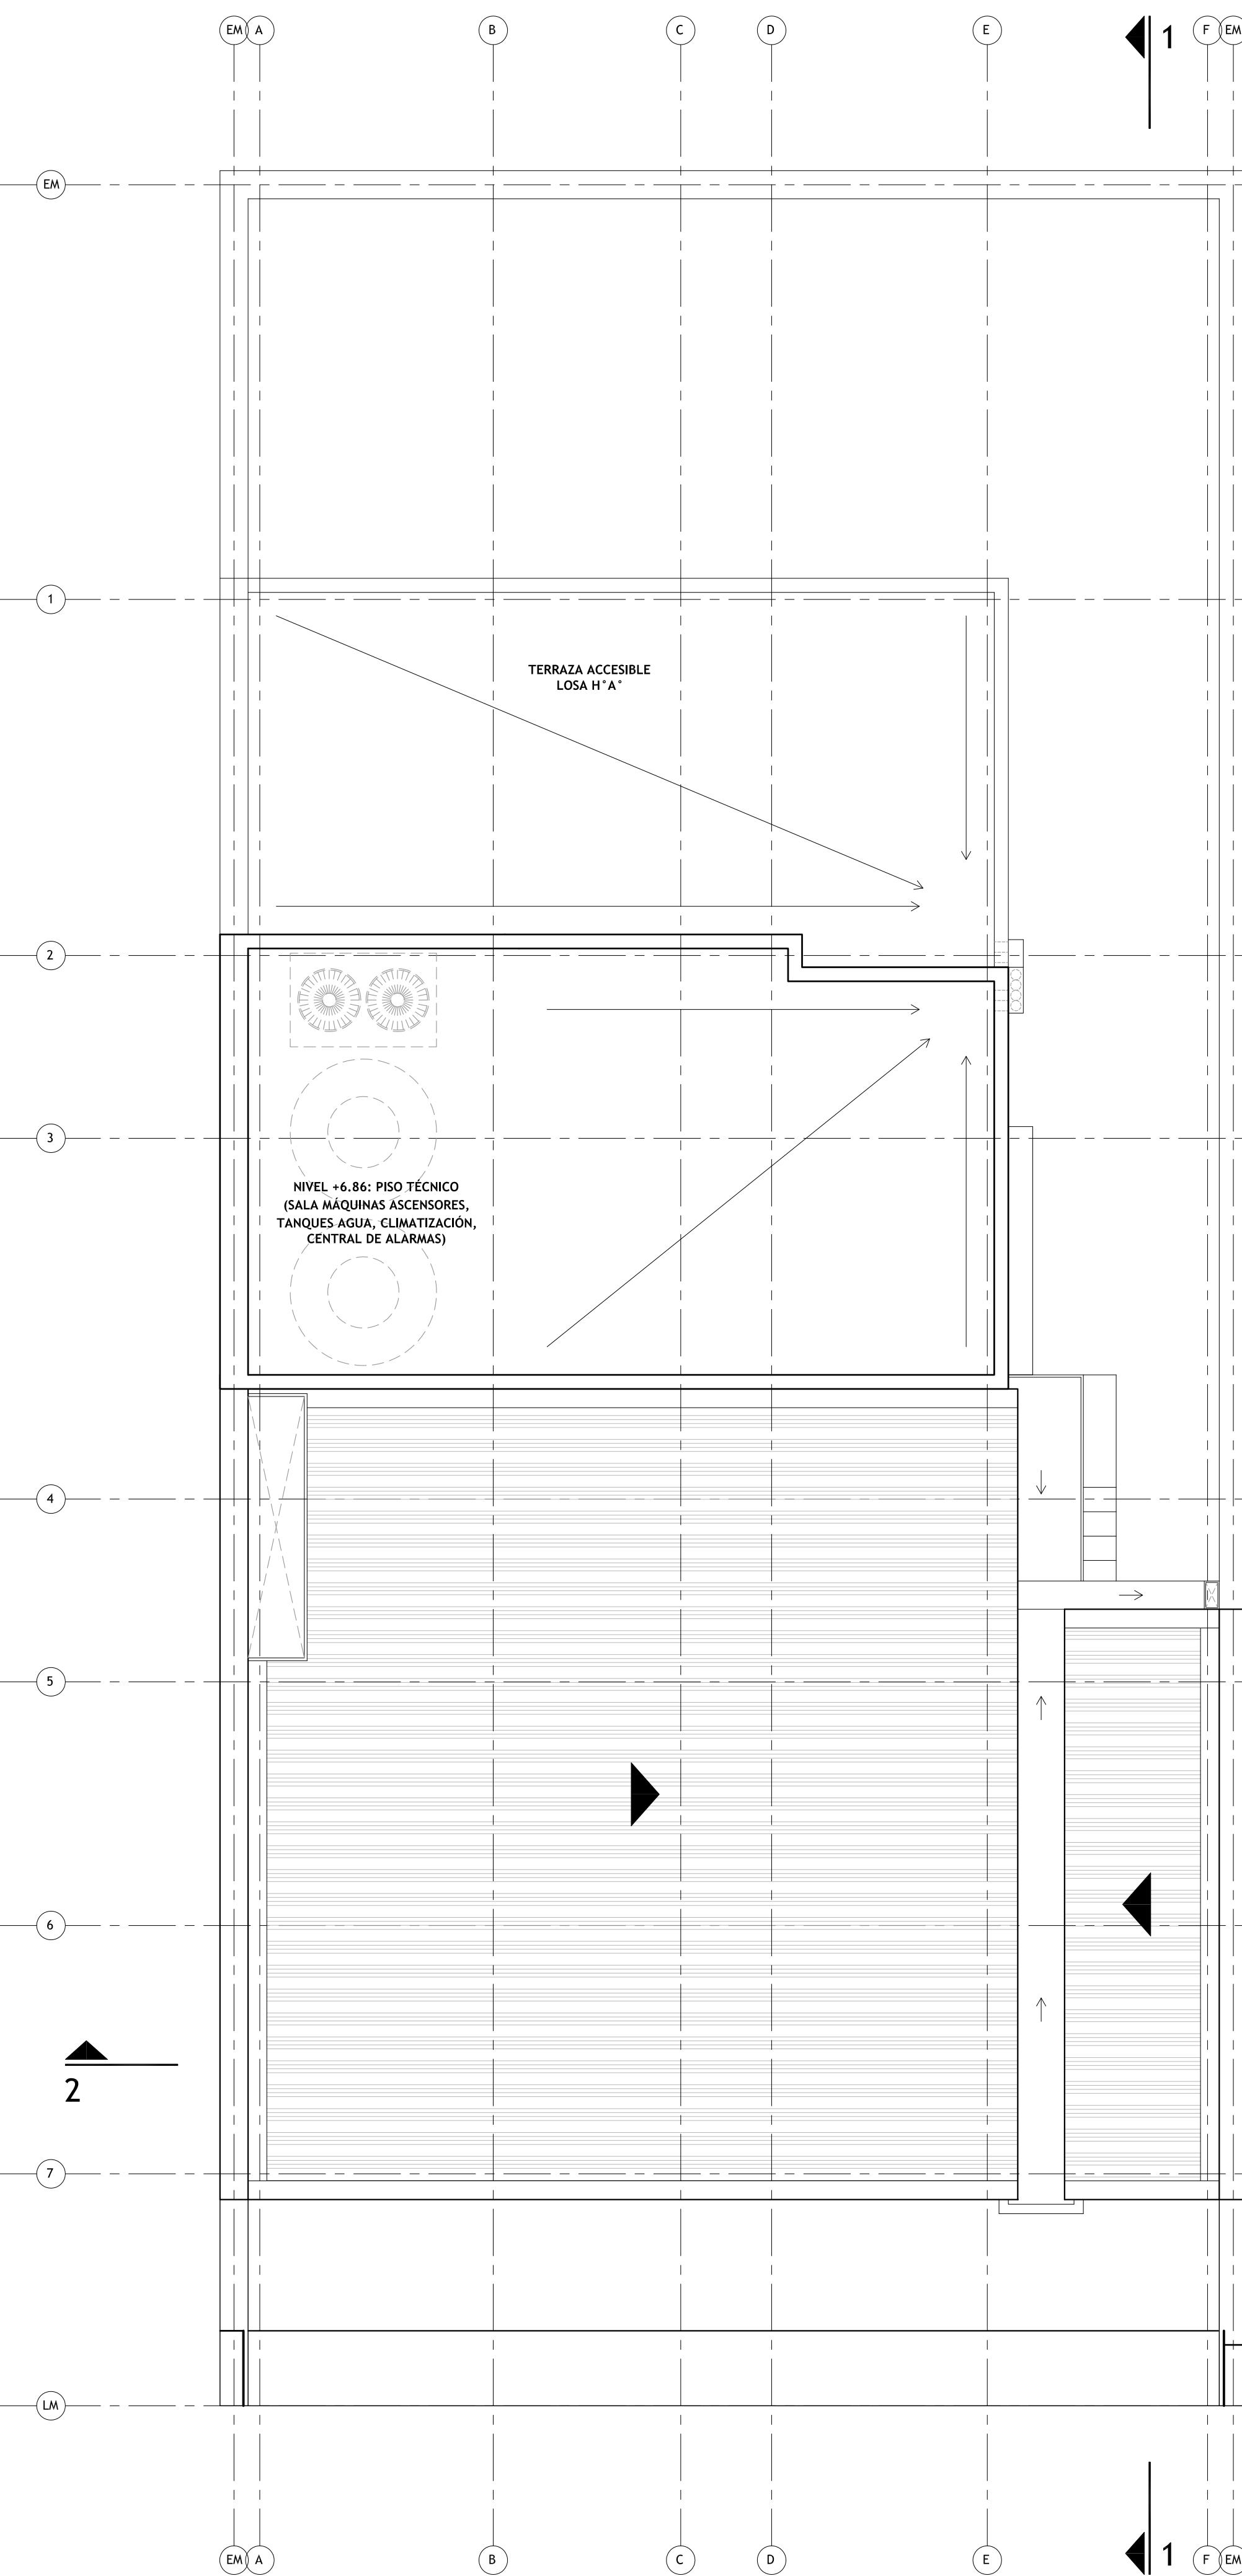 EM A B C D E 1 F EM
EM
1
TERRAZA ACCESIBLE
LOSA H°A°
2
3
NIVEL +6.86: PISO TÉCNICO
(SALA MÁQUINAS ASCENSORES,
TANQUES AGUA, CLIMATIZACIÓN,
CENTRAL DE ALARMAS)
4
5
6
2
7
LM
EM A B C D E 1 F EM